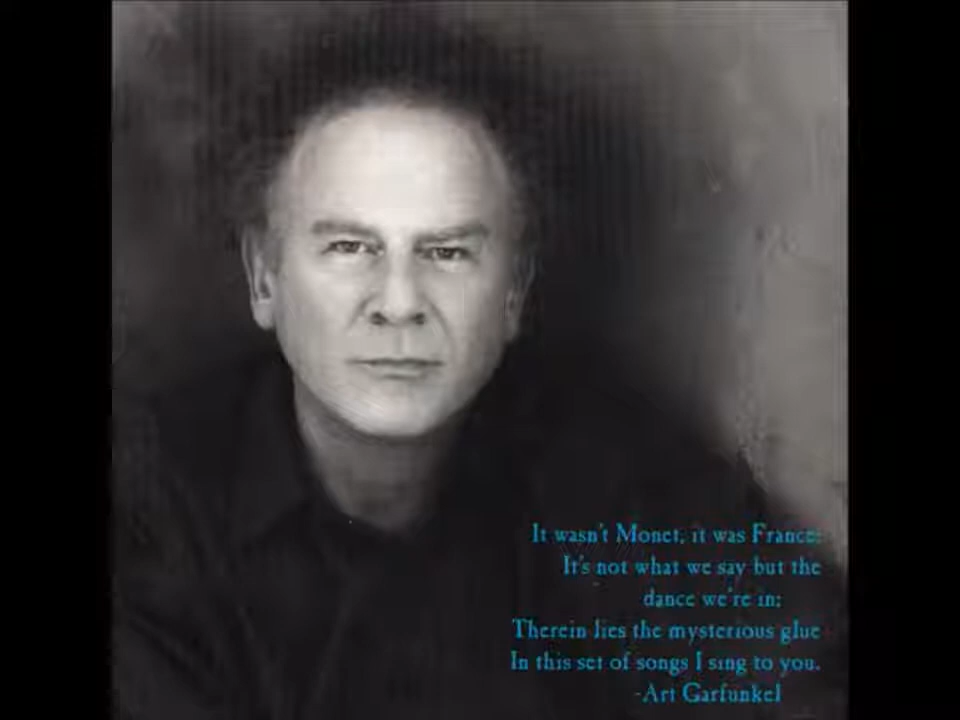 It wasn't Monet; it was France;
It's not what we say but the
dance we're in;
Therein lies the mysterious glue
In this set of songs I sing to you.
-Art Garfunkel